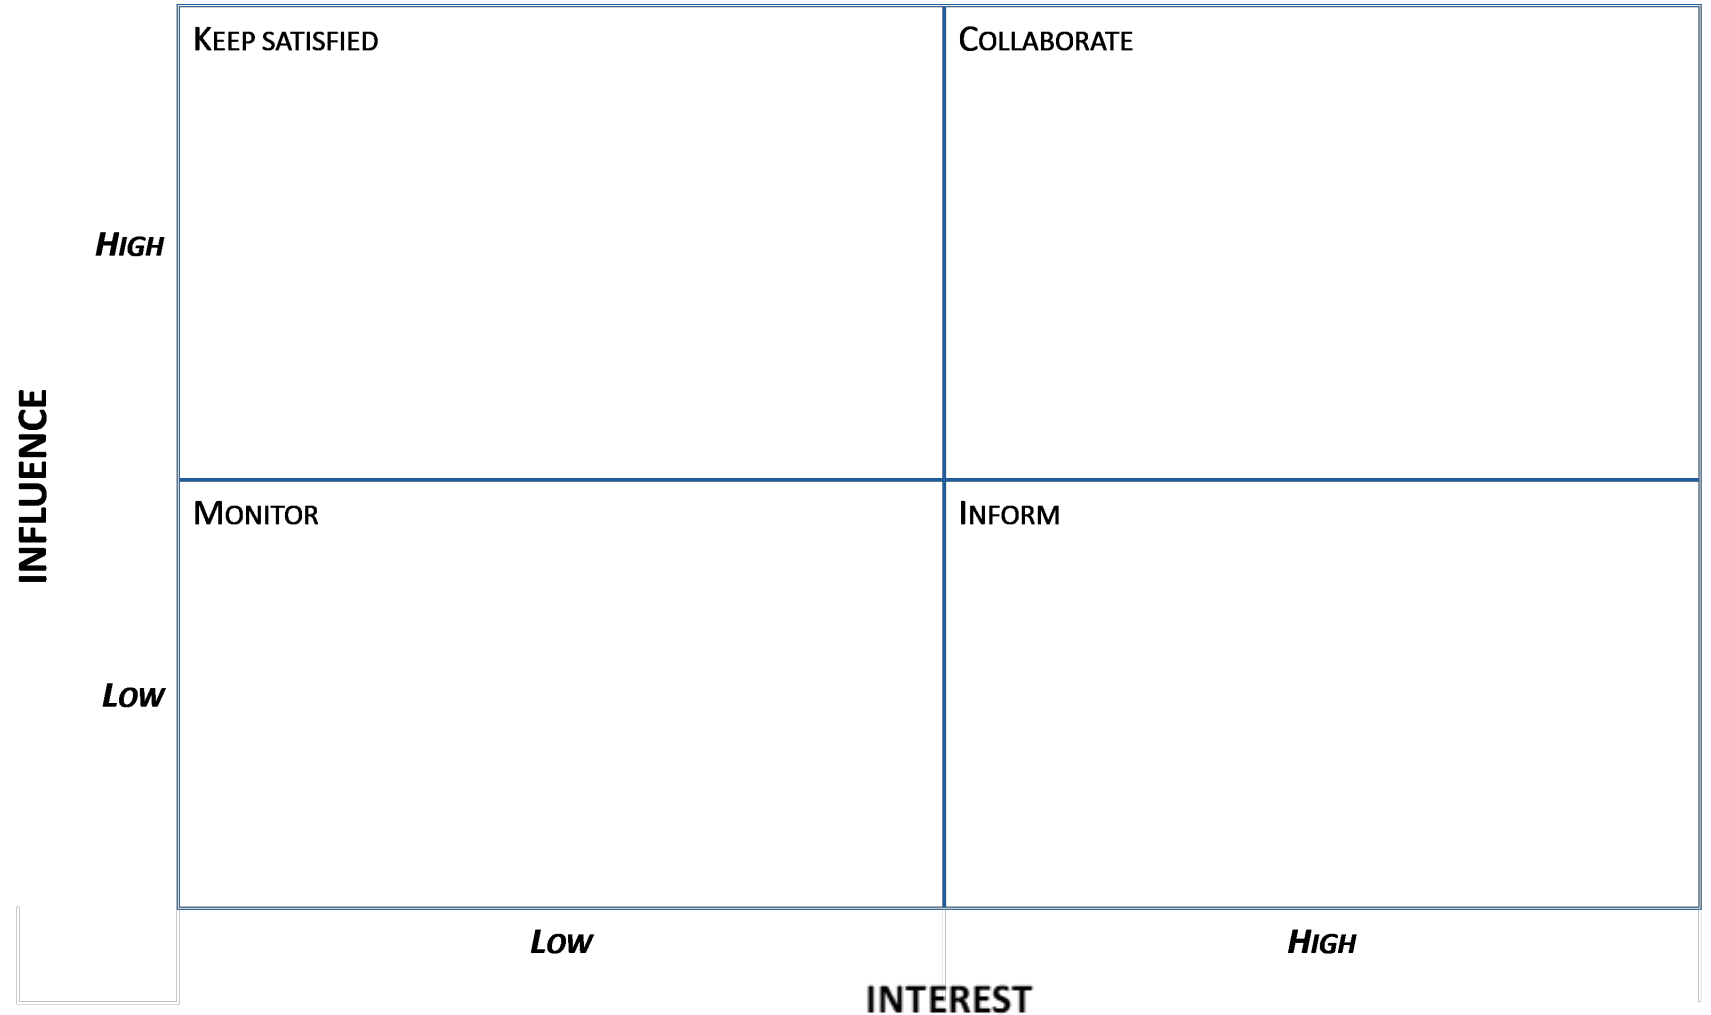 KEEP SATISFIED
COLLABORATE
HIGH
INFLUENCE
MONITOR
INFORM
LOW
LOW
HIGH
INTEREST